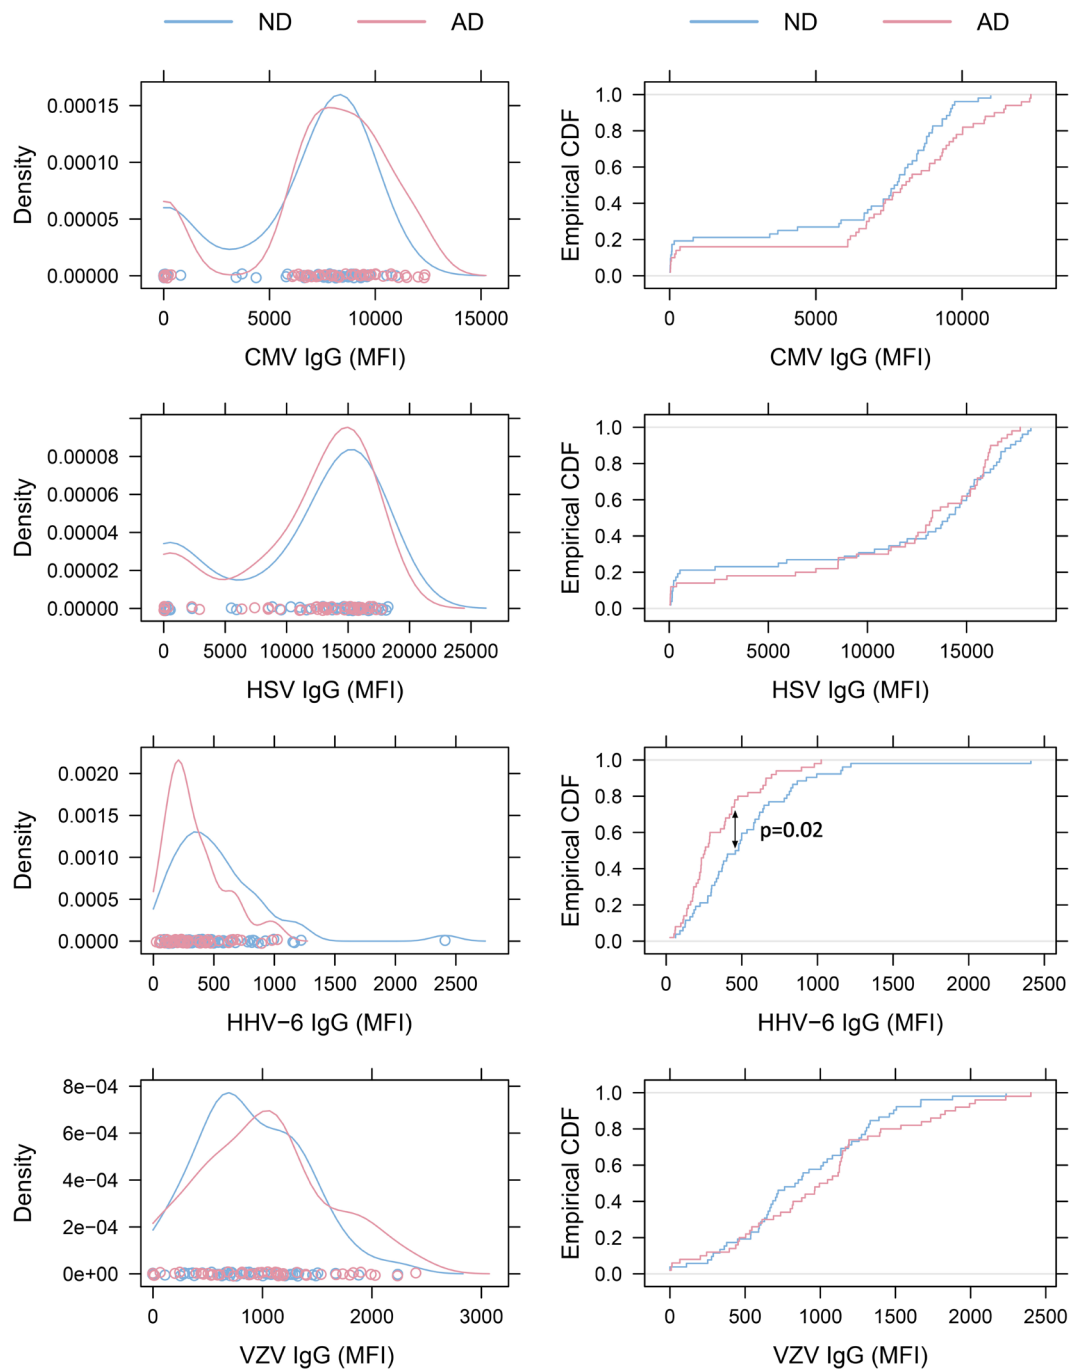 ND AD ND AD
0.00015
0.00010
0.00005
0.00000
Density
0 5000 10000 15000
CMV IgG (MFI)
1.0
0.8
0.6
0.4
0.2
0.0
Empirical CDF
0 5000 10000
CMV IgG (MFI)
0.00008
0.00006
0.00004
0.00002
0.00000
Density
0 5000 10000 15000 20000 25000
HSV IgG (MFI)
1.0
0.8
0.6
0.4
0.2
0.0
Empirical CDF
0 5000 10000 15000
HSV IgG (MFI)
0.0020
0.0015
0.0010
0.0005
0.0000
Density
0 500 1000 1500 2000 2500
HHV−6 IgG (MFI)
1.0
0.8
0.6
0.4
0.2
0.0
Empirical CDF
p=0.02
0 500 1000 1500 2000 2500
HHV−6 IgG (MFI)
8e−04
6e−04
4e−04
2e−04
0e+00
Density
0 1000 2000 3000
VZV IgG (MFI)
1.0
0.8
0.6
0.4
0.2
0.0
Empirical CDF
0 500 1000 1500 2000 2500
VZV IgG (MFI)